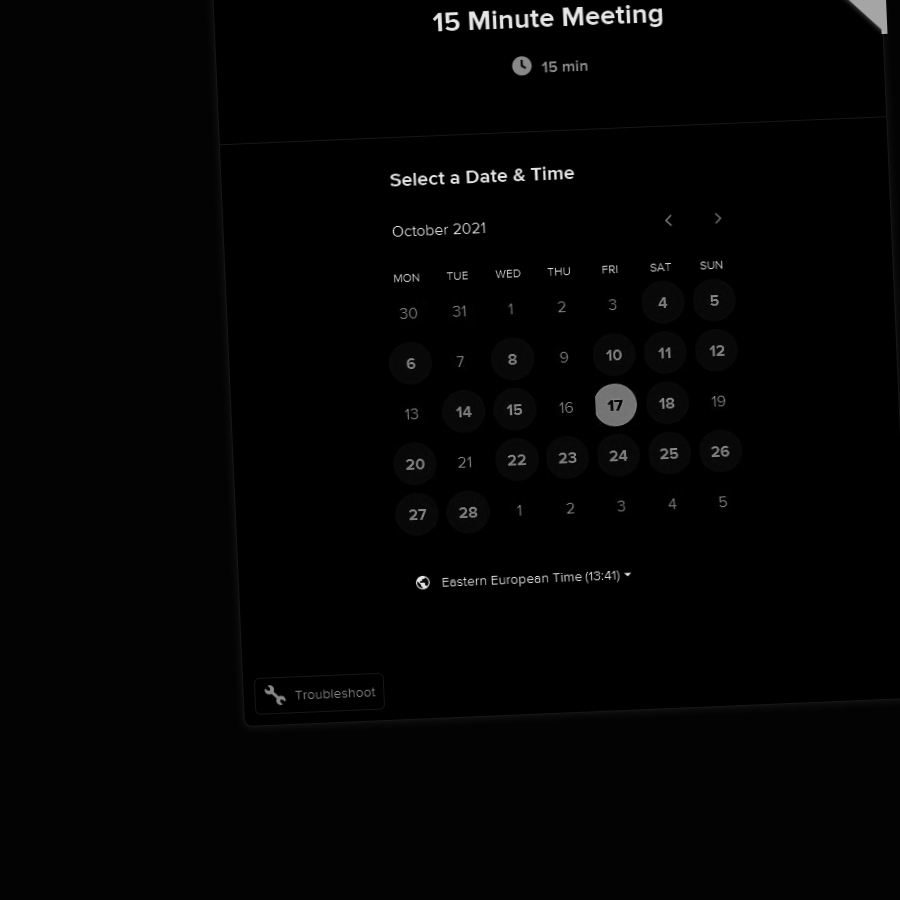 15 Minute Meeting
15 min
Select a Date & Time
October 2021
MON TUE WED THU FRI SAT SUN
30 31 1 2 3 4 5
6 7 8 9 10 11 12
13 14 15 16 17 18 19
20 21 22 23 24 25 26
27 28 1 2 3 4 5
Eastern European Time (13:41)
Troubleshoot